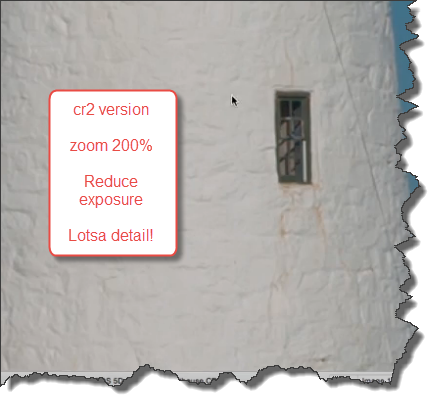 cr2 version
zoom 200%
Reduce
exposure
Lotsa detail!